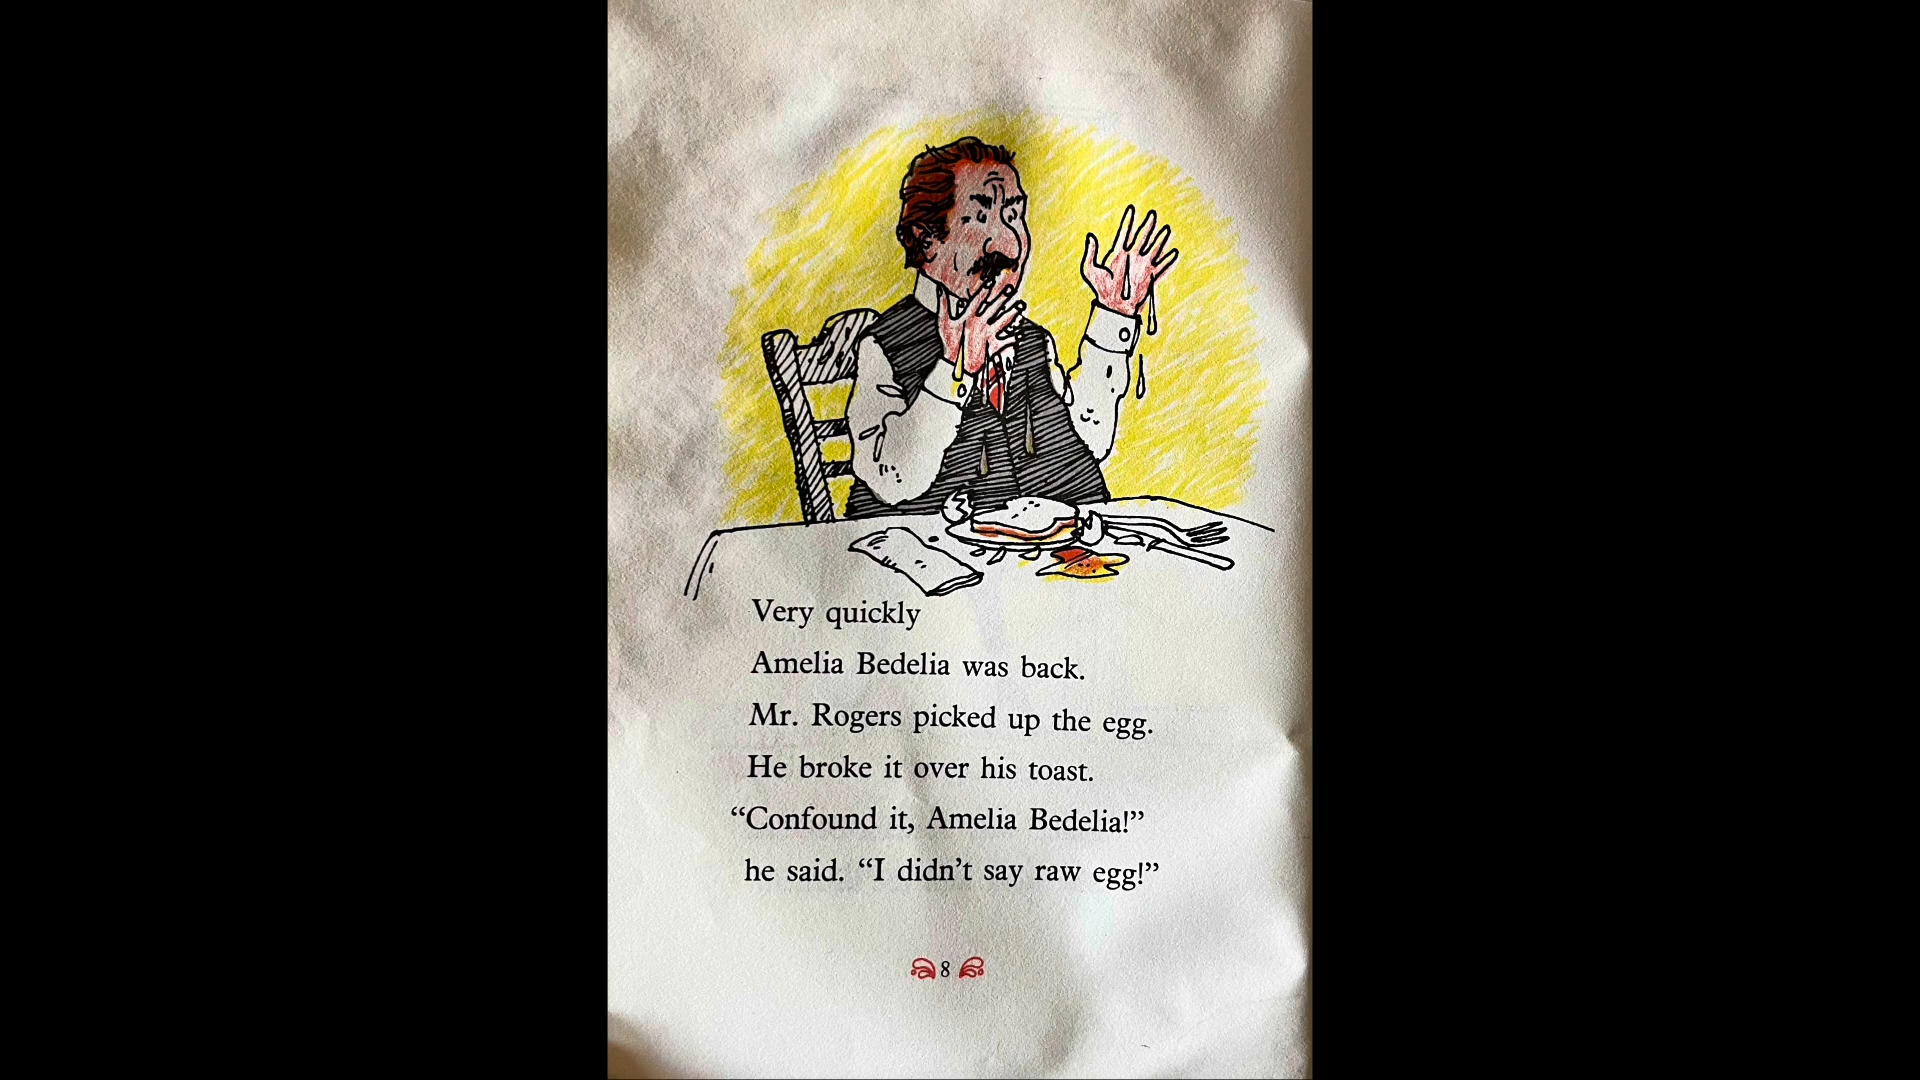 Very quickly
Amelia Bedelia was back.
Mr. Rogers picked up the egg.
He broke it over his toast.
“Confound it, Amelia Bedelia!”
he said. “I didn’t say raw egg!”
8